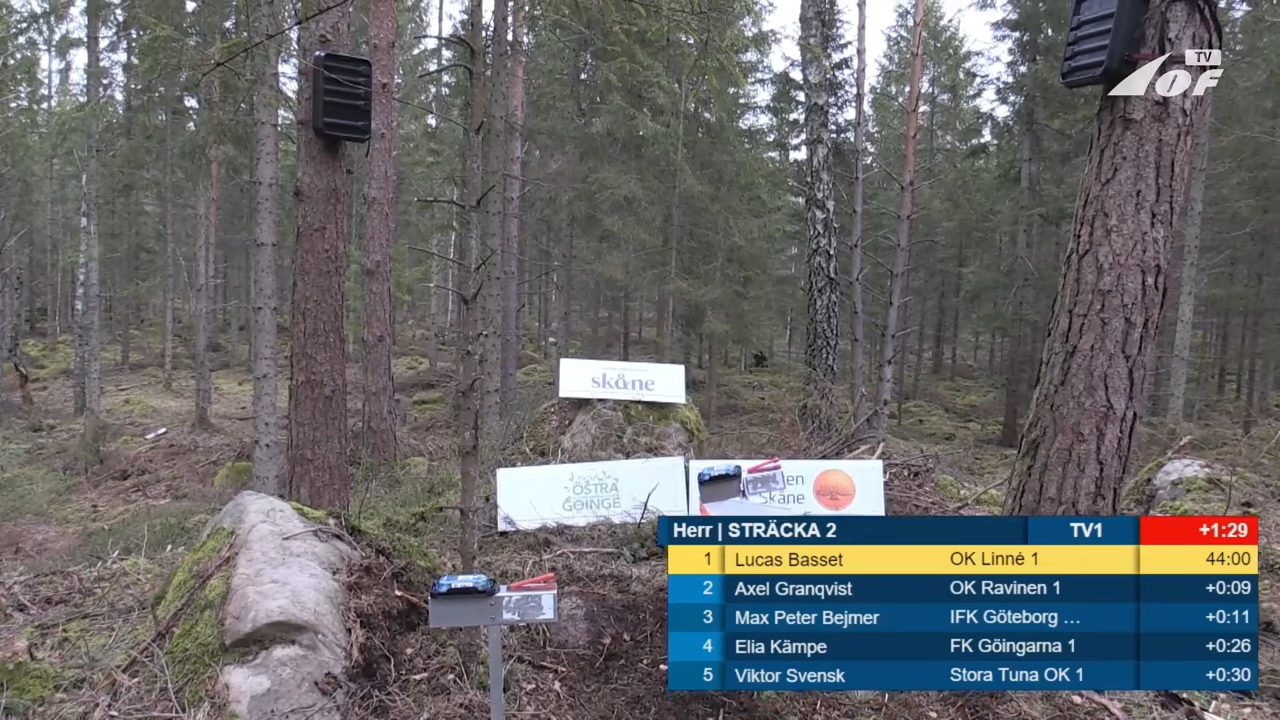 TV
OF
skåne
ÖSTRA
GÖINGE
len
Skåne
Herr | STRÄCKA 2 TV1 +1:29
1 Lucas Basset OK Linné 1 44:00
2 Axel Granqvist OK Ravinen 1 +0:09
3 Max Peter Bejmer IFK Göteborg ... +0:11
4 Elia Kämpe FK Göingarna 1 +0:26
5 Viktor Svensk Stora Tuna OK 1 +0:30